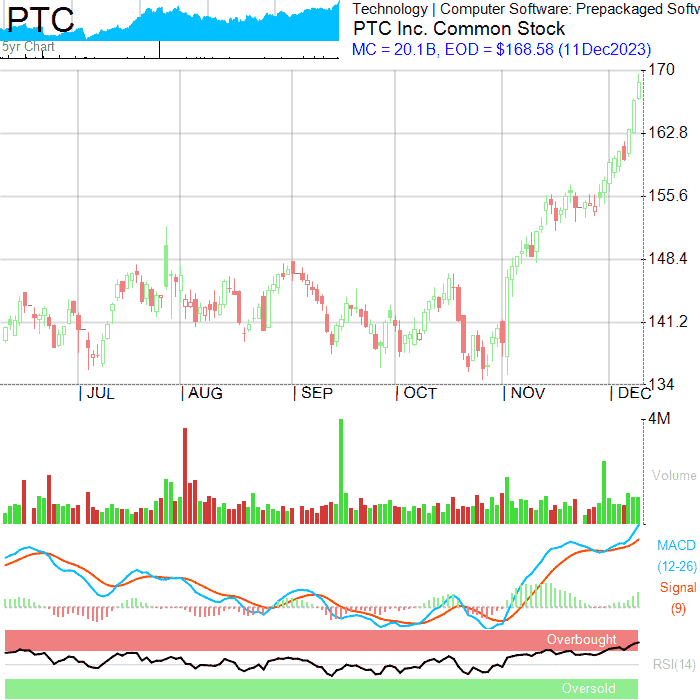 PTC
5yr Chart
Technology | Computer Software: Prepackaged Softw
PTC Inc. Common Stock
MC = 20.1B, EOD = $168.58 (11Dec2023)
170
162.8
155.6
148.4
141.2
134
| JUL | AUG | SEP | OCT | NOV | DEC
4M
Volume
MACD
(12-26)
Signal
(9)
Overbought
RSI(14)
Oversold